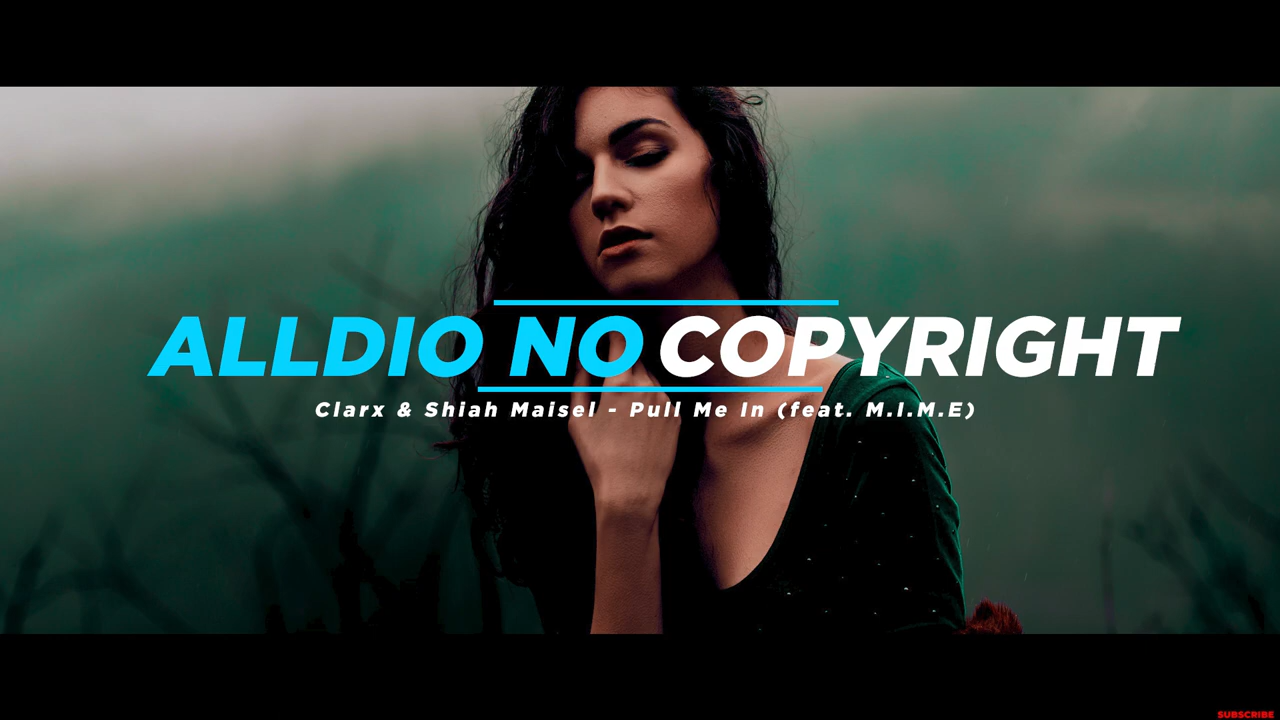 ALLDIO NO COPYRIGHT
Clarx & Shiah Maisel - Pull Me In (feat. M.I.M.E)
SUBSCRIBE